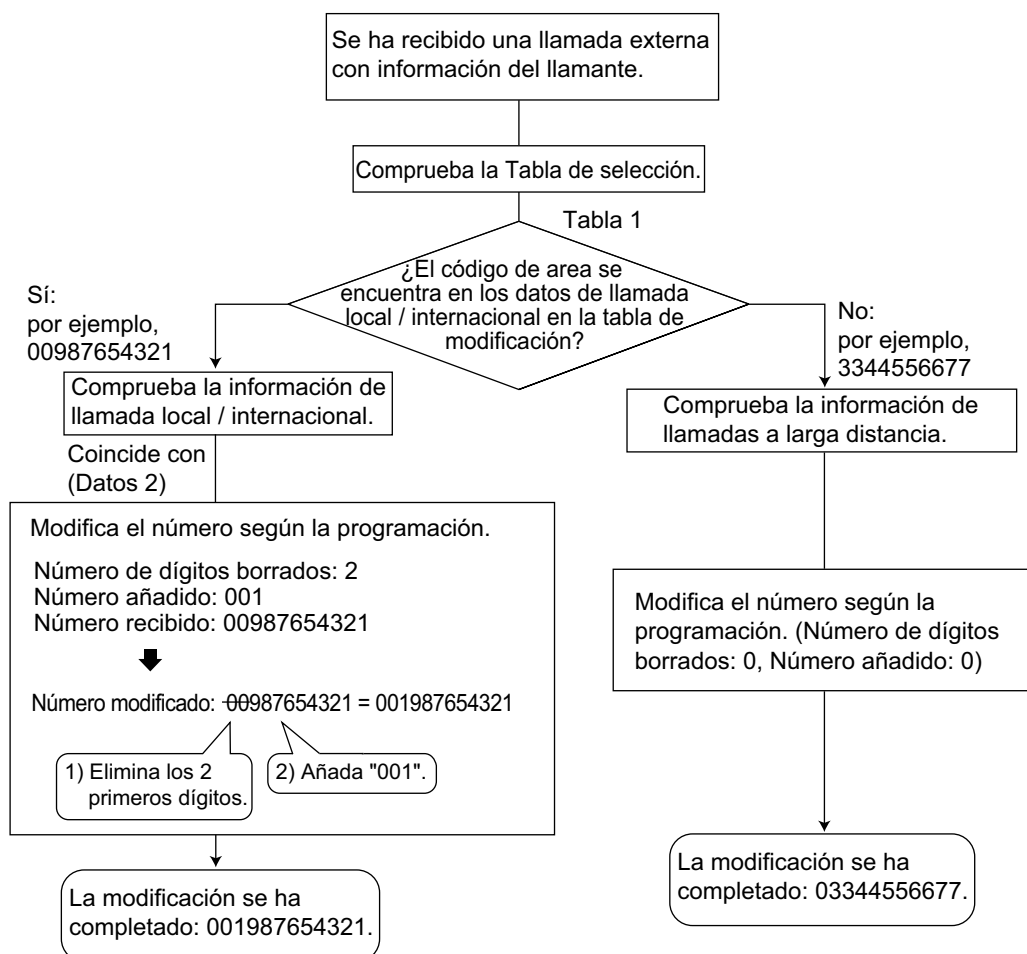 Se ha recibido una llamada externa
con información del llamante.
Comprueba la Tabla de selección.
Tabla 1
¿El código de area se
encuentra en los datos de llamada
local / internacional en la tabla de
modificación?
Sí:
por ejemplo,
00987654321
No:
por ejemplo,
3344556677
Comprueba la información de
llamada local / internacional.
Comprueba la información de
llamadas a larga distancia.
Coincide con
(Datos 2)
Modifica el número según la programación.
Número de dígitos borrados: 2
Número añadido: 001
Número recibido: 00987654321
Número modificado: 00987654321 = 001987654321
1) Elimina los 2
primeros dígitos.
2) Añada "001".
Modifica el número según la
programación. (Número de dígitos
borrados: 0, Número añadido: 0)
La modificación se ha
completado: 001987654321.
La modificación se ha
completado: 03344556677.